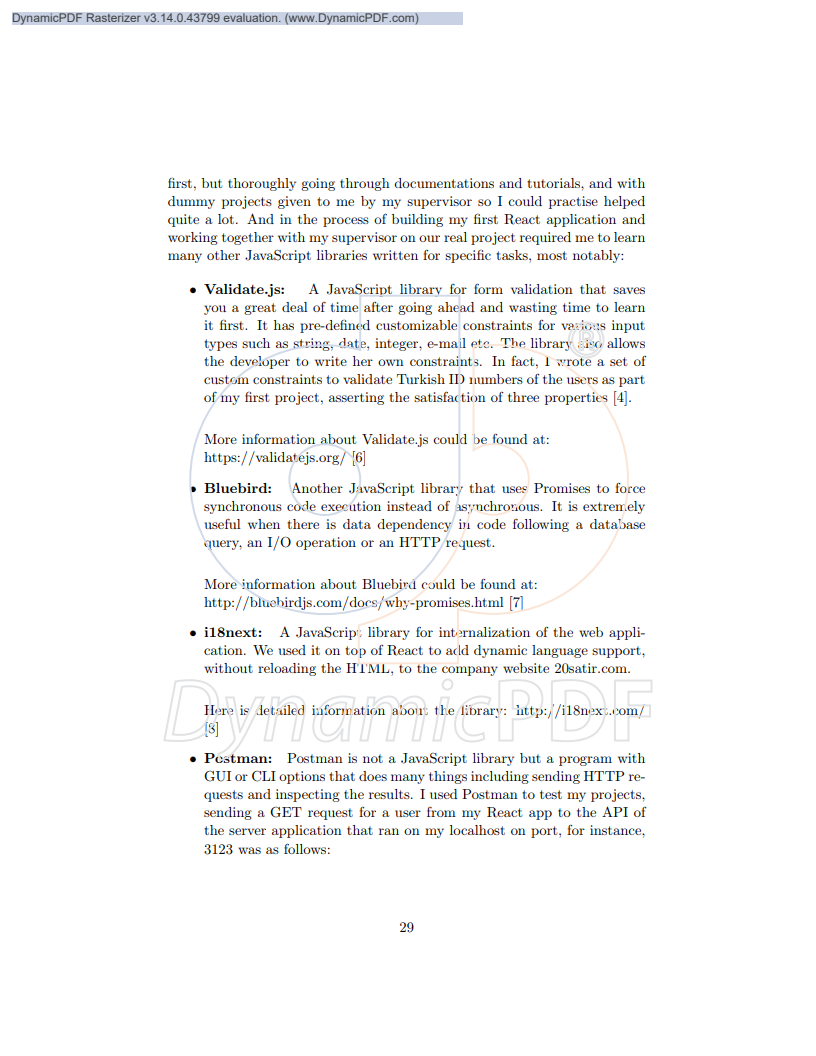 DynamicPDF Rasterizer v3.14.0.43799 evaluation. (www.DynamicPDF.com)
first, but thoroughly going through documentations and tutorials, and with
dummy projects given to me by my supervisor so I could practise helped
quite a lot. And in the process of building my first React application and
working together with my supervisor on our real project required me to learn
many other JavaScript libraries written for specific tasks, most notably:
• Validate.js: A JavaScript library for form validation that saves
you a great deal of time after going ahead and wasting time to learn
it first. It has pre-defined customizable constraints for various input
types such as string, date, integer, e-mail etc. The library also allows
the developer to write her own constraints. In fact, I wrote a set of
custom constraints to validate Turkish ID numbers of the users as part
of my first project, asserting the satisfaction of three properties [4].
More information about Validate.js could be found at:
https://validatejs.org/ [6]
• Bluebird: Another JavaScript library that uses Promises to force
synchronous code execution instead of asynchronous. It is extremely
useful when there is data dependency in code following a database
query, an I/O operation or an HTTP request.
More information about Bluebird could be found at:
http://bluebirdjs.com/docs/why-promises.html [7]
• i18next: A JavaScript library for internalization of the web appli-
cation. We used it on top of React to add dynamic language support,
without reloading the HTML, to the company website 20satir.com.
Here is detailed information about the library: http://i18next.com/
[8]
DynamicPDF
• Postman: Postman is not a JavaScript library but a program with
GUI or CLI options that does many things including sending HTTP re-
quests and inspecting the results. I used Postman to test my projects,
sending a GET request for a user from my React app to the API of
the server application that ran on my localhost on port, for instance,
3123 was as follows:
29